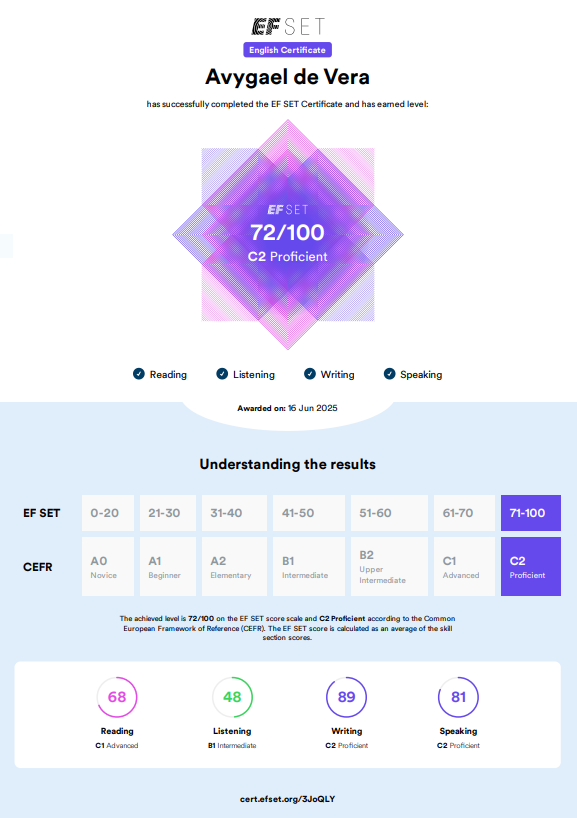 EF SET
English Certificate
Avygael de Vera
has successfully completed the EF SET Certificate and has earned level:
EF SET
72/100
C2 Proficient
Reading Listening Writing Speaking
Awarded on: 16 Jun 2025
Understanding the results
EF SET 0-20 21-30 31-40 41-50 51-60 61-70 71-100
CEFR A0 Novice A1 Beginner A2 Elementary B1 Intermediate B2 Upper Intermediate C1 Advanced C2 Proficient
The achieved level is 72/100 on the EF SET score scale and C2 Proficient according to the Common
European Framework of Reference (CEFR). The EF SET score is calculated as an average of the skill
section scores.
68 48 89 81
Reading Listening Writing Speaking
C1 Advanced B1 Intermediate C2 Proficient C2 Proficient
cert.efset.org/3JoQLY